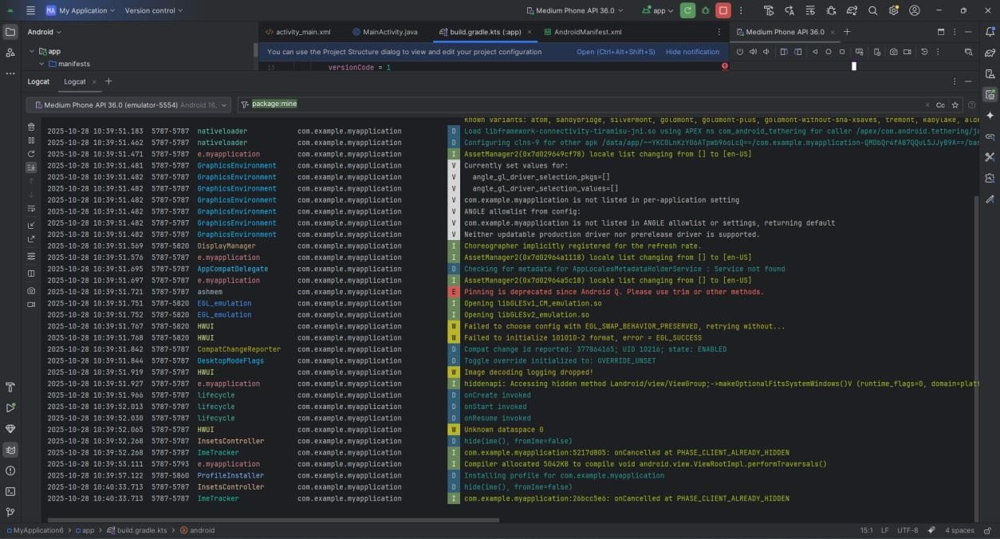 MA My Application Version control Medium Phone API 36.0 app
Android activity_main.xml MainActivity.java build.gradle.kts (:app) AndroidManifest.xml Medium Phone API 36.0
app You can use the Project Structure dialog to view and edit your project configuration Open (Ctrl+Alt+Shift+S) Hide notification
manifests 13 versionCode = 1
Logcat Logcat
Medium Phone API 36.0 (emulator-5554) Android 16, package:mine Cc
Known variants: atom, sandybridge, silvermont, goldmont, goldmont-plus, goldmont-without-sha-xsaves, tremont, kabylake, alde
2025-10-28 10:39:51.183 5787-5787 nativeloader com.example.myapplication D Load libframework-connectivity-tiramisu-jni.so using APEX ns com_android_tethering for caller /apex/com.android.tethering/ja
2025-10-28 10:39:51.462 5787-5787 nativeloader com.example.myapplication D Configuring clns-9 for other apk
2025-10-28 10:39:51.471 5787-5787 e.myapplication com.example.myapplication I AssetManager2(0x7d029649cf78) locale list changing from [] to [en-US]
2025-10-28 10:39:51.481 5787-5787 GraphicsEnvironment com.example.myapplication V Currently set values for:
2025-10-28 10:39:51.482 5787-5787 GraphicsEnvironment com.example.myapplication V angle_gl_driver_selection_pkgs=[]
2025-10-28 10:39:51.482 5787-5787 GraphicsEnvironment com.example.myapplication V angle_gl_driver_selection_values=[]
2025-10-28 10:39:51.482 5787-5787 GraphicsEnvironment com.example.myapplication V com.example.myapplication is not listed in per-application setting
2025-10-28 10:39:51.482 5787-5787 GraphicsEnvironment com.example.myapplication V ANGLE allowlist from config:
2025-10-28 10:39:51.482 5787-5787 GraphicsEnvironment com.example.myapplication V com.example.myapplication is not listed in ANGLE allowlist or settings, returning default
2025-10-28 10:39:51.482 5787-5787 GraphicsEnvironment com.example.myapplication V Neither updatable production driver nor prerelease driver is supported.
2025-10-28 10:39:51.569 5787-5820 DisplayManager com.example.myapplication I Choreographer implicitly registered for the refresh rate.
2025-10-28 10:39:51.576 5787-5787 e.myapplication com.example.myapplication I AssetManager2(0x7d02964a1118) locale list changing from [] to [en-US]
2025-10-28 10:39:51.695 5787-5787 AppCompatDelegate com.example.myapplication D Checking for metadata for AppLocalesMetadataHolderService : Service not found
2025-10-28 10:39:51.697 5787-5787 e.myapplication com.example.myapplication I AssetManager2(0x7d02964a5c18) locale list changing from [] to [en-US]
2025-10-28 10:39:51.721 5787-5787 ashmem com.example.myapplication E Pinning is deprecated since Android Q. Please use trim or other methods.
2025-10-28 10:39:51.751 5787-5820 EGL_emulation com.example.myapplication I Opening libGLESv1_CM_emulation.so
2025-10-28 10:39:51.752 5787-5820 EGL_emulation com.example.myapplication I Opening libGLESv2_emulation.so
2025-10-28 10:39:51.767 5787-5820 HWUI com.example.myapplication W Failed to choose config with EGL_SWAP_BEHAVIOR_PRESERVED, retrying without...
2025-10-28 10:39:51.768 5787-5820 HWUI com.example.myapplication W Failed to initialize 101010-2 format, error = EGL_SUCCESS
2025-10-28 10:39:51.842 5787-5787 CompatChangeReporter com.example.myapplication D Compat change id reported: 377864165; UID 10216; state: ENABLED
2025-10-28 10:39:51.844 5787-5787 DesktopModeFlags com.example.myapplication D Toggle override initialized to: OVERRIDE_UNSET
2025-10-28 10:39:51.919 5787-5787 HWUI com.example.myapplication W Image decoding logging dropped!
2025-10-28 10:39:51.927 5787-5787 e.myapplication com.example.myapplication I hiddenapi: Accessing hidden method Landroid/view/ViewGroup;->makeOptionalFitsSystemWindows()V (runtime_flags=0, domain=plat
2025-10-28 10:39:51.966 5787-5787 lifecycle com.example.myapplication D onCreate invoked
2025-10-28 10:39:52.013 5787-5787 lifecycle com.example.myapplication D onStart invoked
2025-10-28 10:39:52.030 5787-5787 lifecycle com.example.myapplication D onResume invoked
2025-10-28 10:39:52.065 5787-5787 HWUI com.example.myapplication W Unknown dataspace 0
2025-10-28 10:39:52.268 5787-5820 InsetsController com.example.myapplication D hide(ime(), fromIme=false)
2025-10-28 10:39:52.268 5787-5787 ImeTracker com.example.myapplication I com.example.myapplication:5217d805: onCancelled at PHASE_CLIENT_ALREADY_HIDDEN
2025-10-28 10:39:53.111 5787-5793 e.myapplication com.example.myapplication I Compiler allocated 5042KB to compile void android.view.ViewRootImpl.performTraversals()
2025-10-28 10:39:57.122 5787-5860 ProfileInstaller com.example.myapplication D Installing profile for com.example.myapplication
2025-10-28 10:40:33.713 5787-5787 InsetsController com.example.myapplication D hide(ime(), fromIme=false)
2025-10-28 10:40:33.713 5787-5787 ImeTracker com.example.myapplication I com.example.myapplication:26bcc5e6: onCancelled at PHASE_CLIENT_ALREADY_HIDDEN
MyApplication6 > app > build.gradle.kts > android 15:1 LF UTF-8 4 spaces